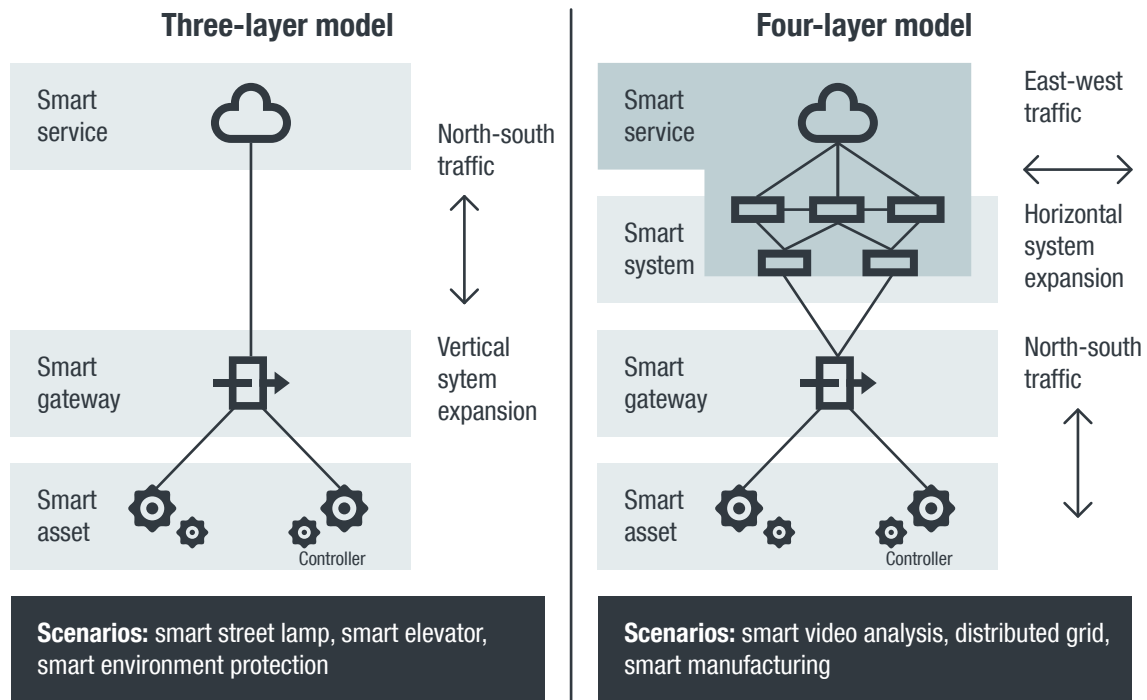 Three-layer model
Smart
service
North-south
traffic
Vertical
sytem
expansion
Smart
gateway
Smart
asset
Controller
Scenarios: smart street lamp, smart elevator,
smart environment protection
Four-layer model
Smart
service
East-west
traffic
Smart
system
Horizontal
system
expansion
Smart
gateway
North-south
traffic
Smart
asset
Controller
Scenarios: smart video analysis, distributed grid,
smart manufacturing